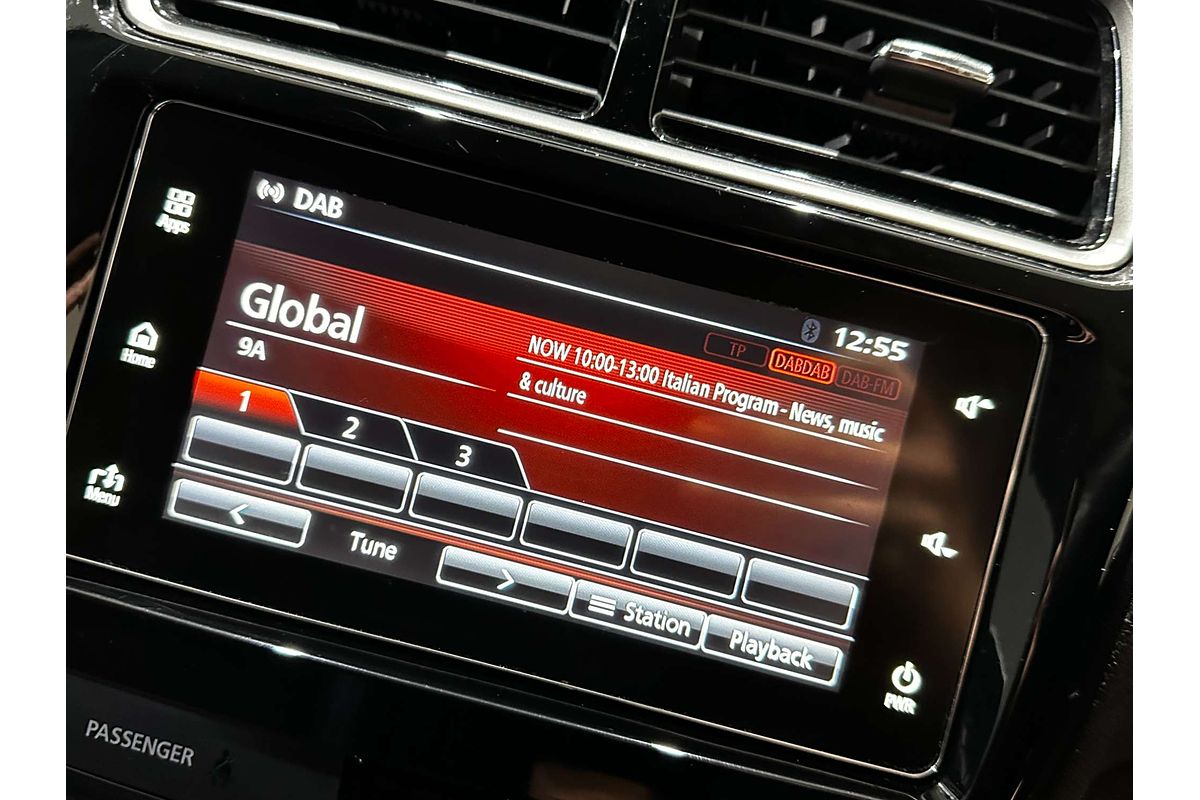 Apps
DAB
12:55
TP
DABDAB
DAB-FM
Global
9A
NOW 10:00-13:00 Italian Program - News, music
& culture
Home
1
2
3
Menu
<
Tune
>
Station
Playback
PWR
PASSENGER